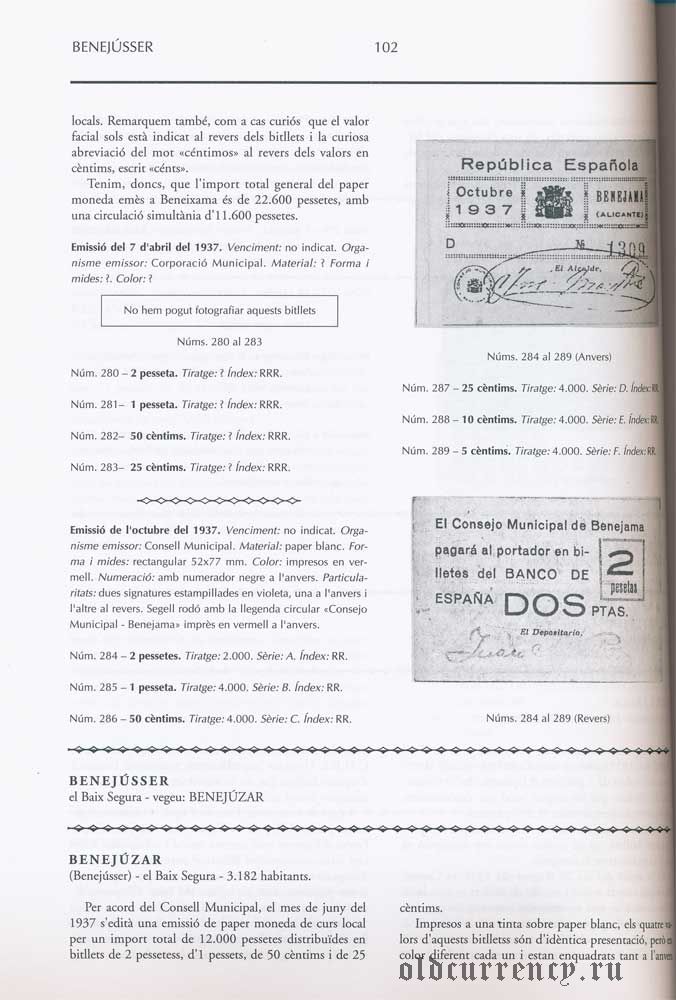 BENEJÚSSER 102
locals. Remarquem també, com a cas curiós que el valor
facial sols està indicat al revers dels bitllets i la curiosa
abreviació del mot «céntimos» al revers dels valors en
cèntims, escrit «cénts».
Tenim, doncs, que l'import total general del paper
moneda emès a Beneixama és de 22.600 pessetes, amb
una circulació simultània d'11.600 pessetes.
Emissió del 7 d'abril del 1937. Venciment: no indicat. Orga-
nisme emissor: Corporació Municipal. Material: ? Forma i
mides: ?. Color: ?
No hem pogut fotografiar aquests bitllets
Núms. 280 al 283
Núm. 280 – 2 pesseta. Tiratge: ? Índex: RRR.
Núm. 281– 1 pesseta. Tiratge: ? Índex: RRR.
Núm. 282– 50 cèntims. Tiratge: ? Índex: RRR.
Núm. 283– 25 cèntims. Tiratge: ? Índex: RRR.
Emissió de l'octubre del 1937. Venciment: no indicat. Orga-
nisme emissor: Consell Municipal. Material: paper blanc. For-
ma i mides: rectangular 52x77 mm. Color: impresos en ver-
mell. Numeració: amb numerador negre a l'anvers. Particula-
ritats: dues signatures estampillades en violeta, una a l'anvers i
l'altre al revers. Segell rodó amb la llegenda circular «Consejo
Municipal - Benejama» imprès en vermell a l'anvers.
Núm. 284 – 2 pessetes. Tiratge: 2.000. Sèrie: A. Índex: RR.
Núm. 285 – 1 pesseta. Tiratge: 4.000. Sèrie: B. Índex: RR.
Núm. 286 – 50 cèntims. Tiratge: 4.000. Sèrie: C. Índex: RR.
República Española
Octubre
1937
BENEJAMA
(ALICANTE)
D № 1309
El Alcalde,
Núms. 284 al 289 (Anvers)
Núm. 287 – 25 cèntims. Tiratge: 4.000. Sèrie: D. Índex: RR.
Núm. 288 – 10 cèntims. Tiratge: 4.000. Sèrie: E. Índex: RR.
Núm. 289 – 5 cèntims. Tiratge: 4.000. Sèrie: F. Índex: RR.
El Consejo Municipal de Benejama
pagará al portador en bi-
lletes del BANCO DE
ESPAÑA DOS PTAS.
2
pesetas
El Depositario,
Núms. 284 al 289 (Revers)
BENEJÚSSER
el Baix Segura - vegeu: BENEJÚZAR
BENEJÚZAR
(Benejússer) - el Baix Segura - 3.182 habitants.
Per acord del Consell Municipal, el mes de juny del
1937 s'edità una emissió de paper moneda de curs local
per un import total de 12.000 pessetes distribuïdes en
bitllets de 2 pessetess, d'1 pessets, de 50 cèntims i de 25
cèntims.
Impresos a una tinta sobre paper blanc, els quatre va-
lors d'aquests bitlletss són d'idèntica presentació, però
color diferent cada un i estan enquadrats tant a l'anvers
oldcurrency.ru